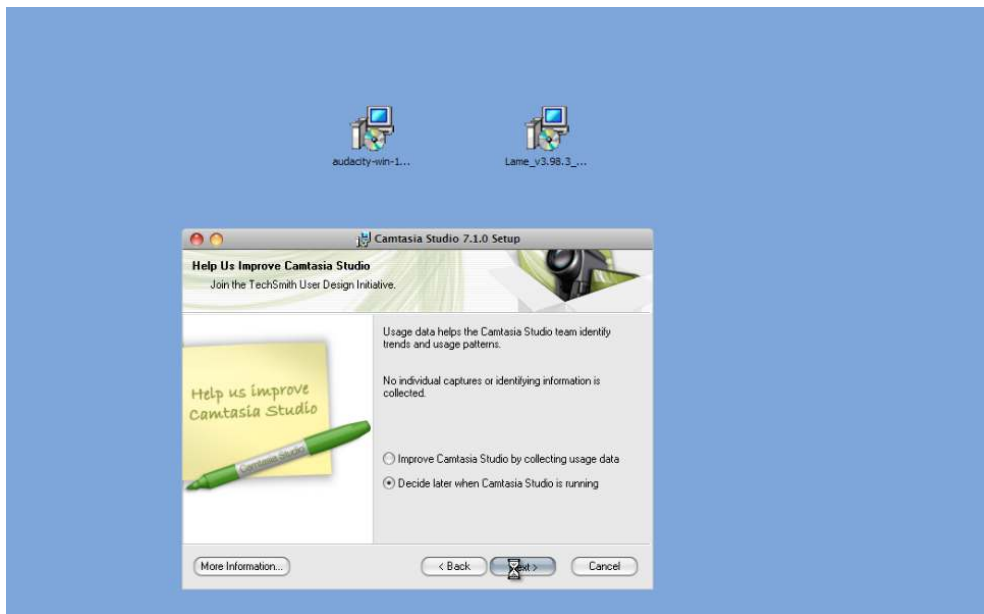 audacity-win-1...
Lame_v3.98.3_...
Camtasia Studio 7.1.0 Setup
Help Us Improve Camtasia Studio
Join the TechSmith User Design Initiative.
Usage data helps the Camtasia Studio team identify
trends and usage patterns.
No individual captures or identifying information is
collected.
Help us improve
Camtasia Studio
Camtasia Studio
Improve Camtasia Studio by collecting usage data
Decide later when Camtasia Studio is running
More Information...
< Back
Next >
Cancel